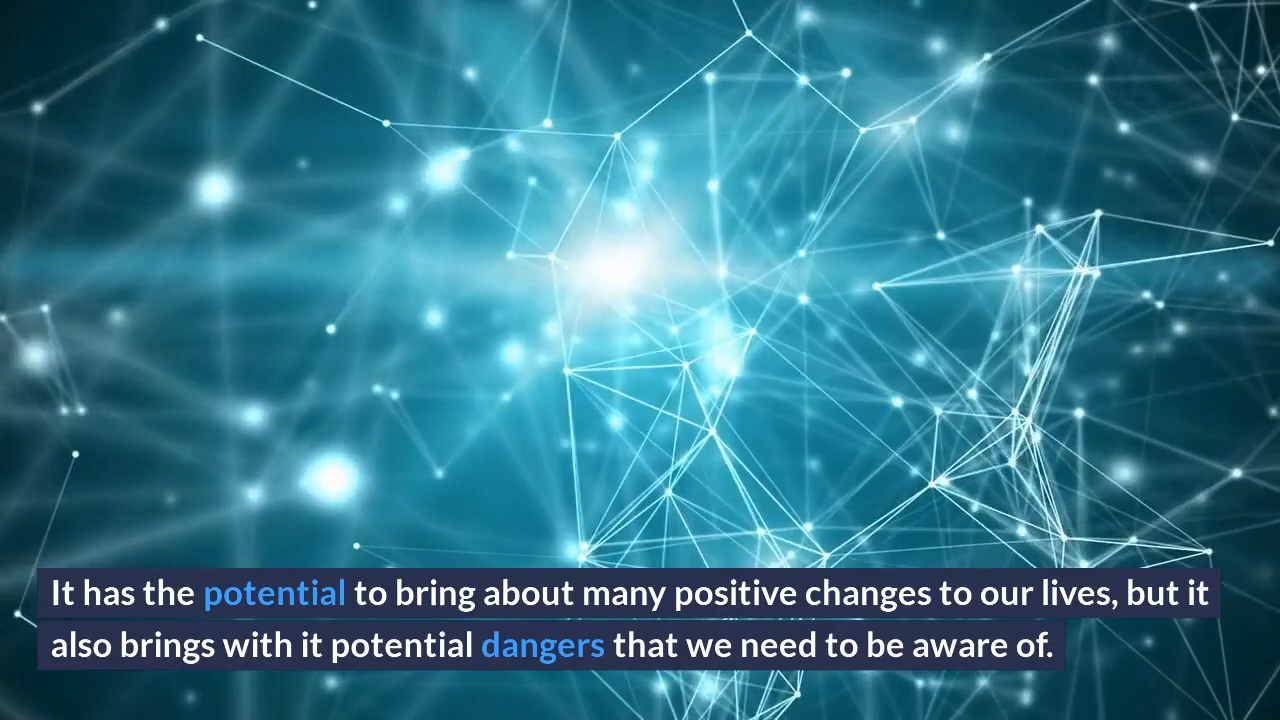 It has the potential to bring about many positive changes to our lives, but it
also brings with it potential dangers that we need to be aware of.